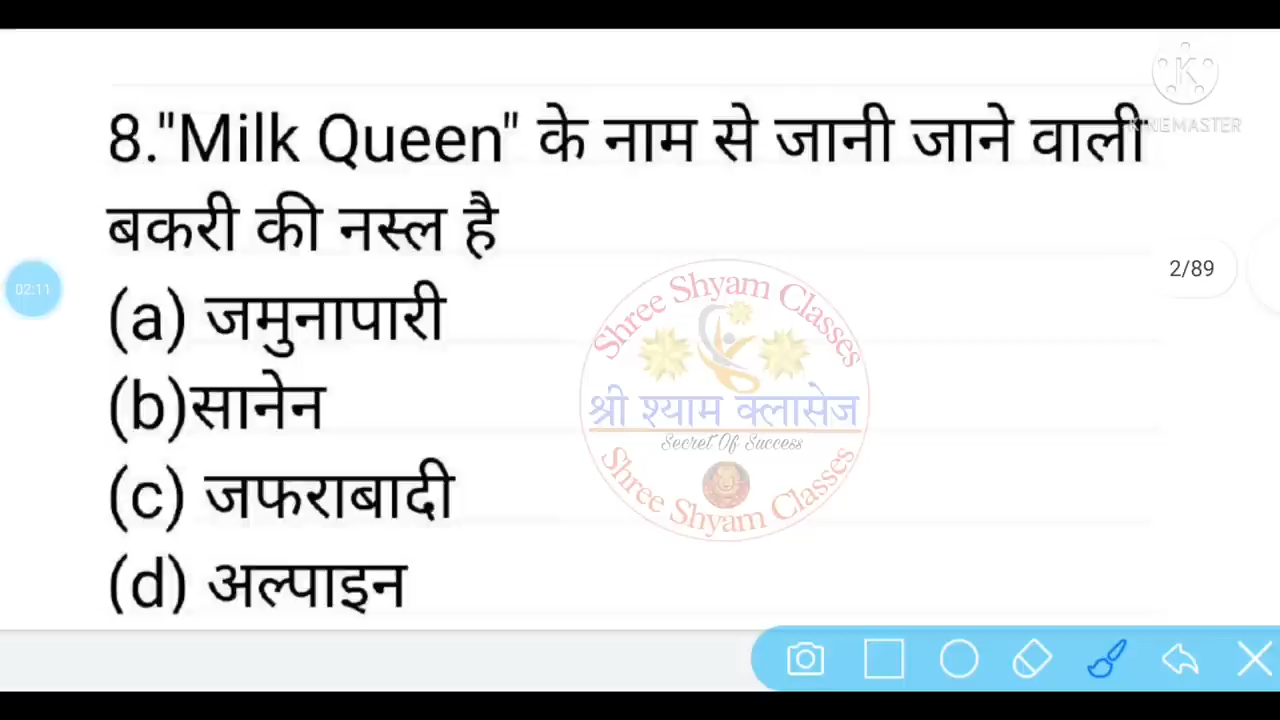 KINEMASTER
8."Milk Queen" के नाम से जानी जाने वाली
बकरी की नस्ल है
2/89
02:11
(a) जमुनापारी
(b)सानेन
(c) जफराबादी
(d) अल्पाइन
Shree Shyam Classes
श्री श्याम क्लासेज
Secret Of Success
Shree Shyam Classes